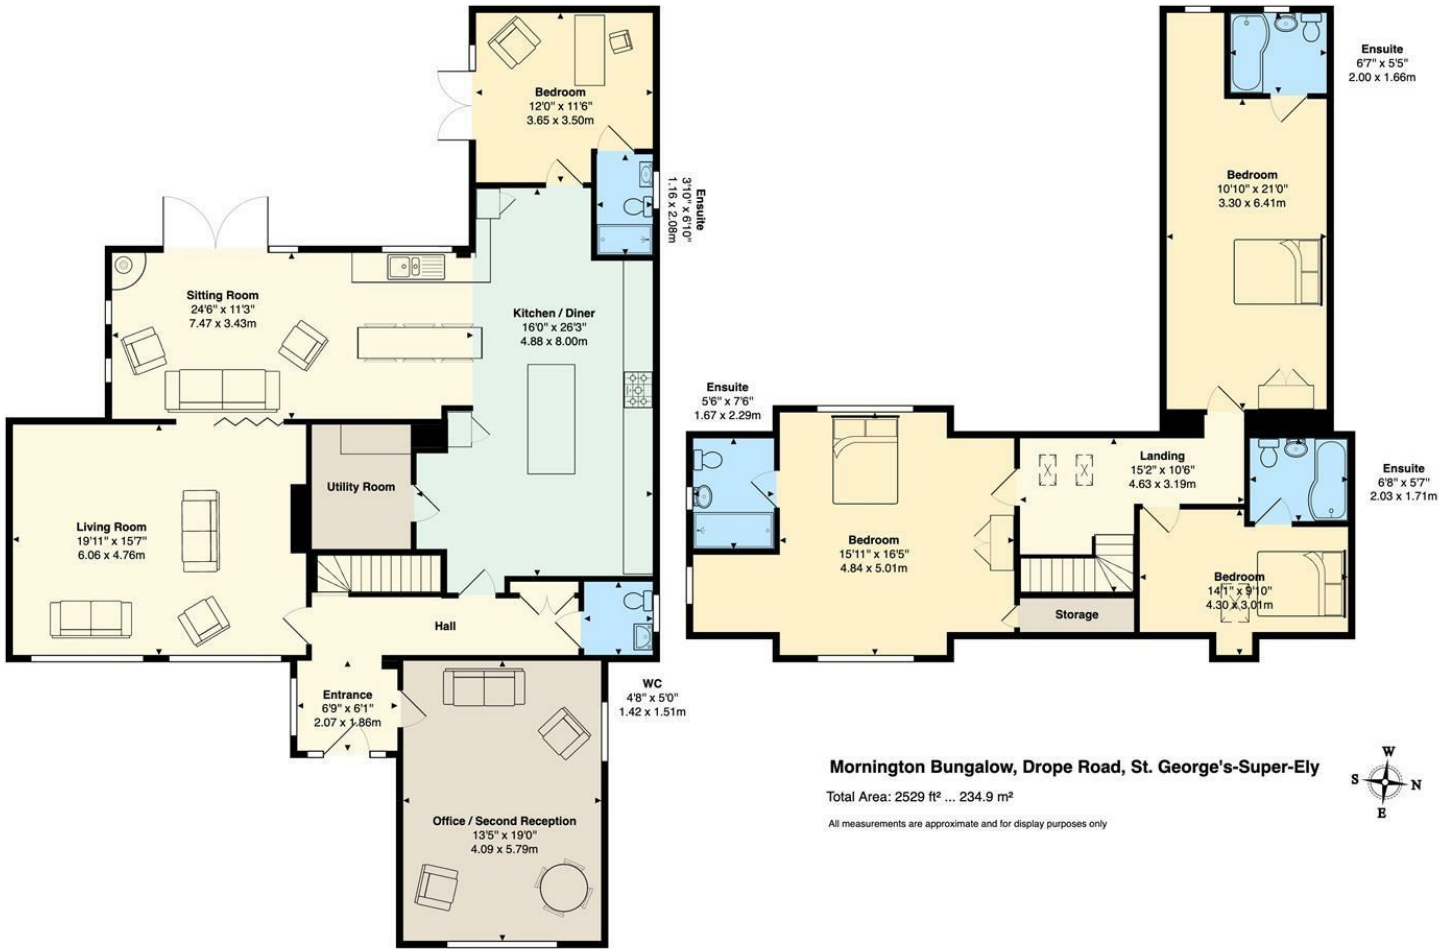 Bedroom
12'0" x 11'6"
3.65 x 3.50m
Ensuite
3'10" x 6'10"
1.16 x 2.08m
Sitting Room
24'6" x 11'3"
7.47 x 3.43m
Kitchen / Diner
16'0" x 26'3"
4.88 x 8.00m
Utility Room
Living Room
19'11" x 15'7"
6.06 x 4.76m
Hall
WC
4'8" x 5'0"
1.42 x 1.51m
Entrance
6'9" x 6'1"
2.07 x 1.86m
Office / Second Reception
13'5" x 19'0"
4.09 x 5.79m
Ensuite
6'7" x 5'5"
2.00 x 1.66m
Bedroom
10'10" x 21'0"
3.30 x 6.41m
Ensuite
5'6" x 7'6"
1.67 x 2.29m
Landing
15'2" x 10'6"
4.63 x 3.19m
Ensuite
6'8" x 5'7"
2.03 x 1.71m
Bedroom
15'11" x 16'5"
4.84 x 5.01m
Bedroom
14'1" x 9'10"
4.30 x 3.01m
Storage
Mornington Bungalow, Drope Road, St. George's-Super-Ely
Total Area: 2529 ft² ... 234.9 m²
All measurements are approximate and for display purposes only
W
S N
E